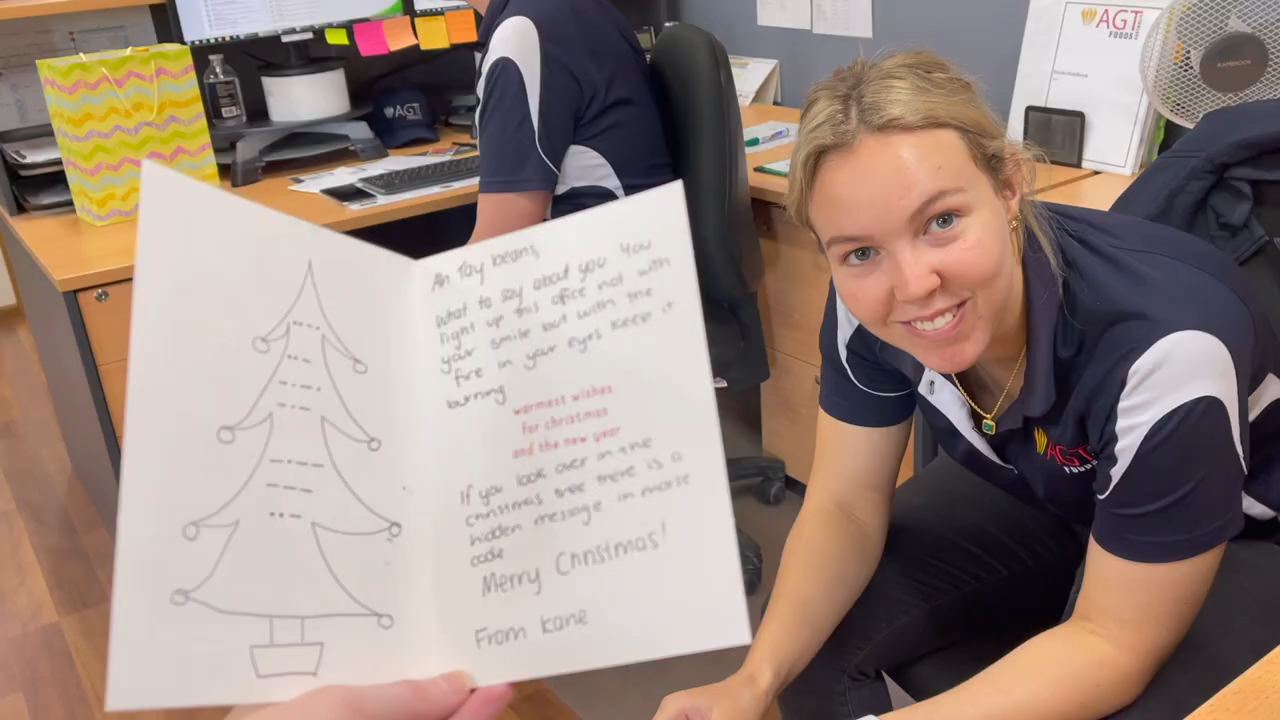 AGT
AGT
FOODS
KAMBROOK
AGT
FOODS
Ah Tay beans,
What to say about you You
light up this office not with
your smile but with the
fire in your eyes keep it
burning
warmest wishes
for christmas
and the new year
If you look over in the
christmas tree there is a
hidden message in morse
code
Merry Christmas!
From Kane